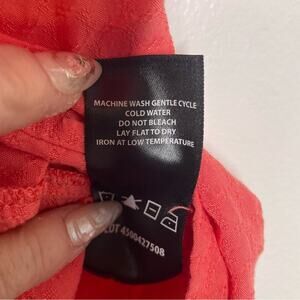 MACHINE WASH GENTLE CYCLE
COLD WATER
DO NOT BLEACH
LAY FLAT TO DRY
IRON AT LOW TEMPERATURE
LOT 4500427508